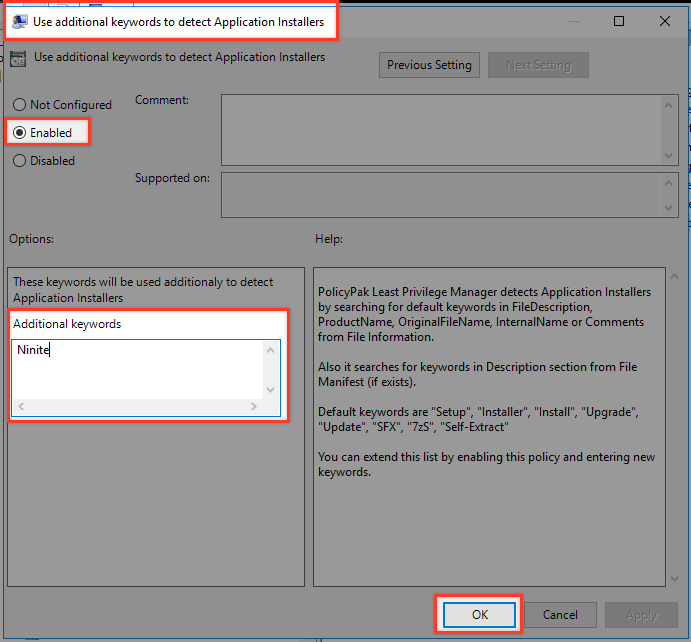 Use additional keywords to detect Application Installers
Use additional keywords to detect Application Installers
Previous Setting
Next Setting
Not Configured
Comment:
Enabled
Disabled
Supported on:
Options:
Help:
These keywords will be used additionaly to detect
Application Installers
Additional keywords
Ninite
PolicyPak Least Privilege Manager detects Application Installers
by searching for default keywords in FileDescription,
ProductName, OriginalFileName, InternalName or Comments
from File Information.
Also it searches for keywords in Description section from File
Manifest (if exists).
Default keywords are "Setup", "Installer", "Install", "Upgrade",
"Update", "SFX", "7zS", "Self-Extract"
You can extend this list by enabling this policy and entering new
keywords.
OK
Cancel
Apply